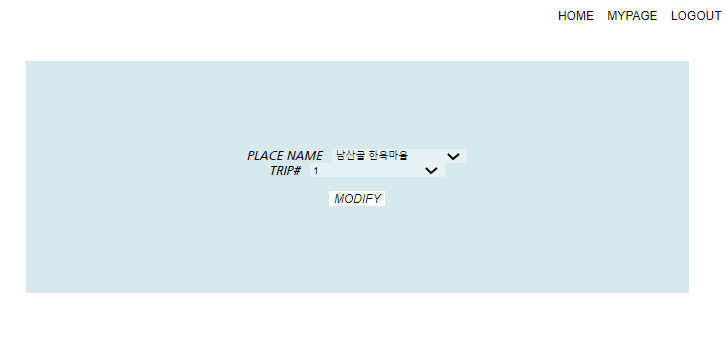 HOME MYPAGE LOGOUT
PLACE NAME 남산골 한옥마을
TRIP# 1
MODIFY